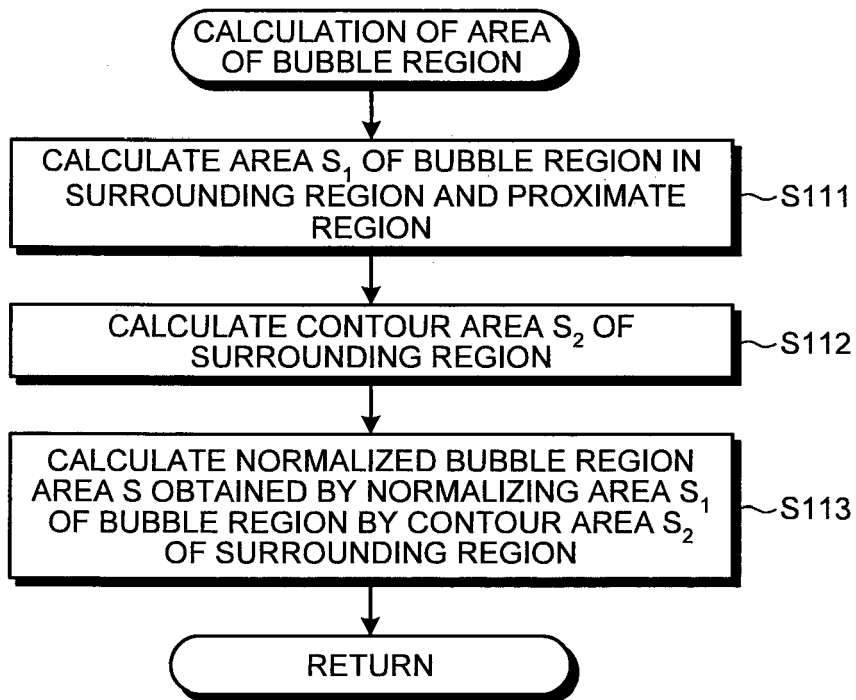 CALCULATION OF AREA
OF BUBBLE REGION
CALCULATE AREA S₁ OF BUBBLE REGION IN
SURROUNDING REGION AND PROXIMATE
REGION
S111
CALCULATE CONTOUR AREA S₂ OF
SURROUNDING REGION
S112
CALCULATE NORMALIZED BUBBLE REGION
AREA S OBTAINED BY NORMALIZING AREA S₁
OF BUBBLE REGION BY CONTOUR AREA S₂
OF SURROUNDING REGION
S113
RETURN